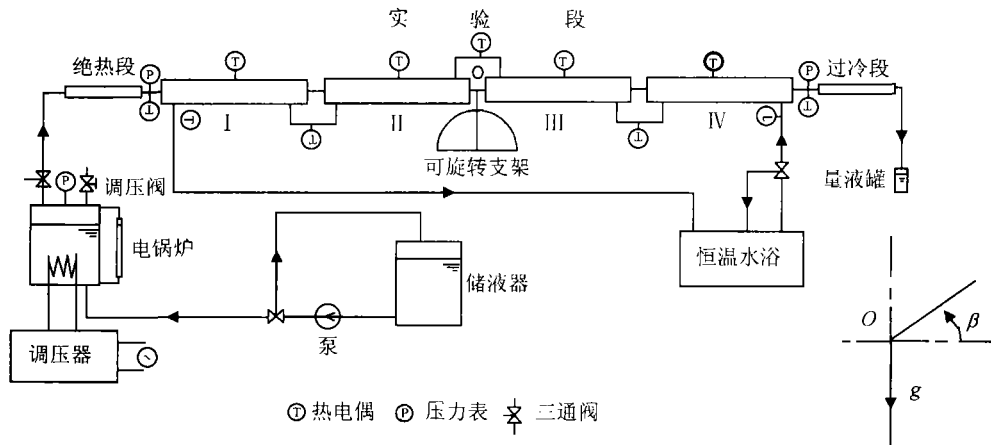 实 验 段
T
T T T T
绝热段 P P 过冷段
T T
T T T T
I II III IV
可旋转支架
调压阀
P
量液罐
电锅炉
恒温水浴
储液器
泵
调压器
O β
g
T 热电偶 P 压力表 三通阀